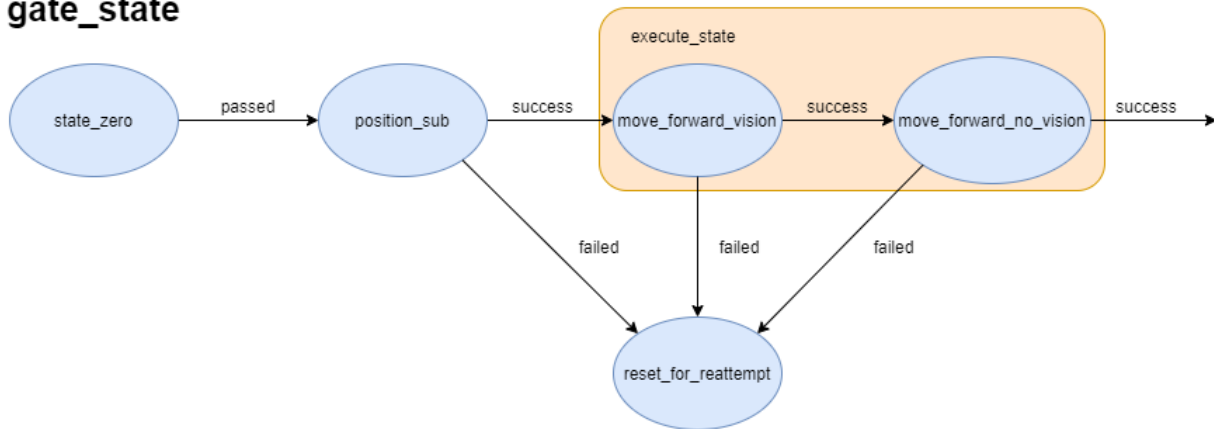 gate_state
execute_state
state_zero
passed
position_sub
success
move_forward_vision
success
move_forward_no_vision
success
failed
failed
failed
reset_for_reattempt